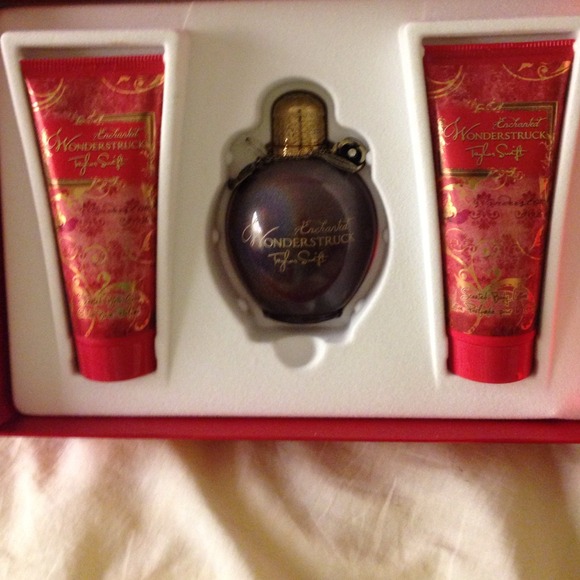 Enchanted
WONDERSTRUCK
Taylor Swift
Enchanted
WONDERSTRUCK
Taylor Swift
Enchanted
WONDERSTRUCK
Taylor Swift